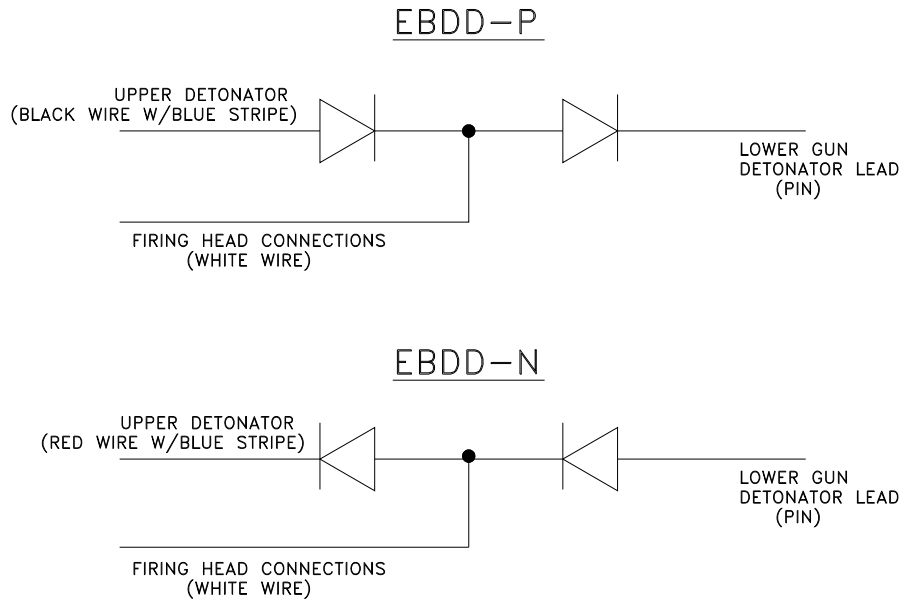 EBDD-P
UPPER DETONATOR
(BLACK WIRE W/BLUE STRIPE)
LOWER GUN
DETONATOR LEAD
(PIN)
FIRING HEAD CONNECTIONS
(WHITE WIRE)
EBDD-N
UPPER DETONATOR
(RED WIRE W/BLUE STRIPE)
LOWER GUN
DETONATOR LEAD
(PIN)
FIRING HEAD CONNECTIONS
(WHITE WIRE)